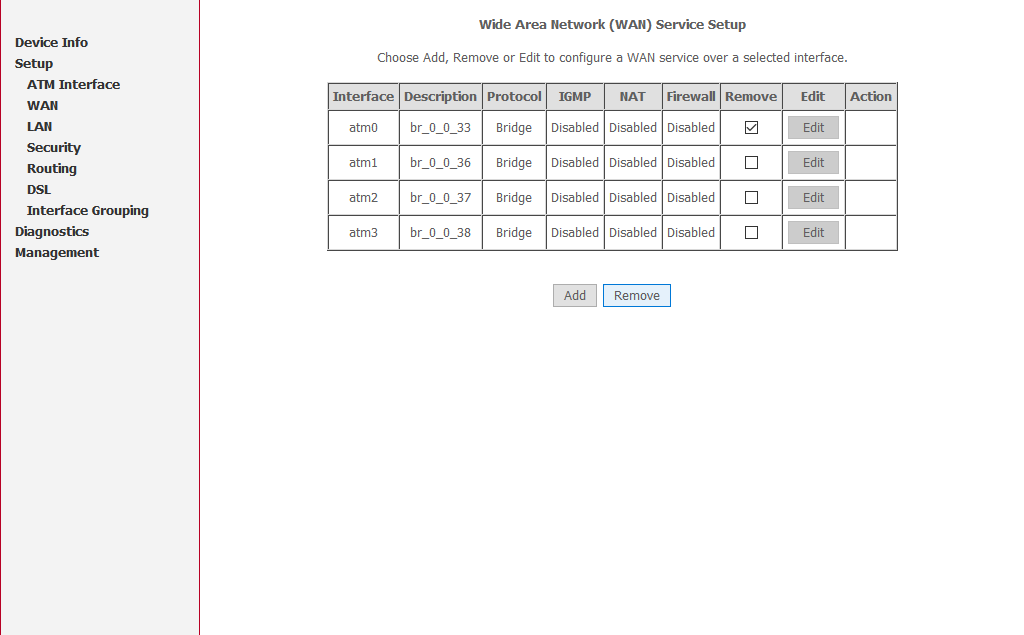 Device Info
Setup
ATM Interface
WAN
LAN
Security
Routing
DSL
Interface Grouping
Diagnostics
Management
Wide Area Network (WAN) Service Setup
Choose Add, Remove or Edit to configure a WAN service over a selected interface.
Interface Description Protocol IGMP NAT Firewall Remove Edit Action
atm0 br_0_0_33 Bridge Disabled Disabled Disabled Edit
atm1 br_0_0_36 Bridge Disabled Disabled Disabled Edit
atm2 br_0_0_37 Bridge Disabled Disabled Disabled Edit
atm3 br_0_0_38 Bridge Disabled Disabled Disabled Edit
Add Remove